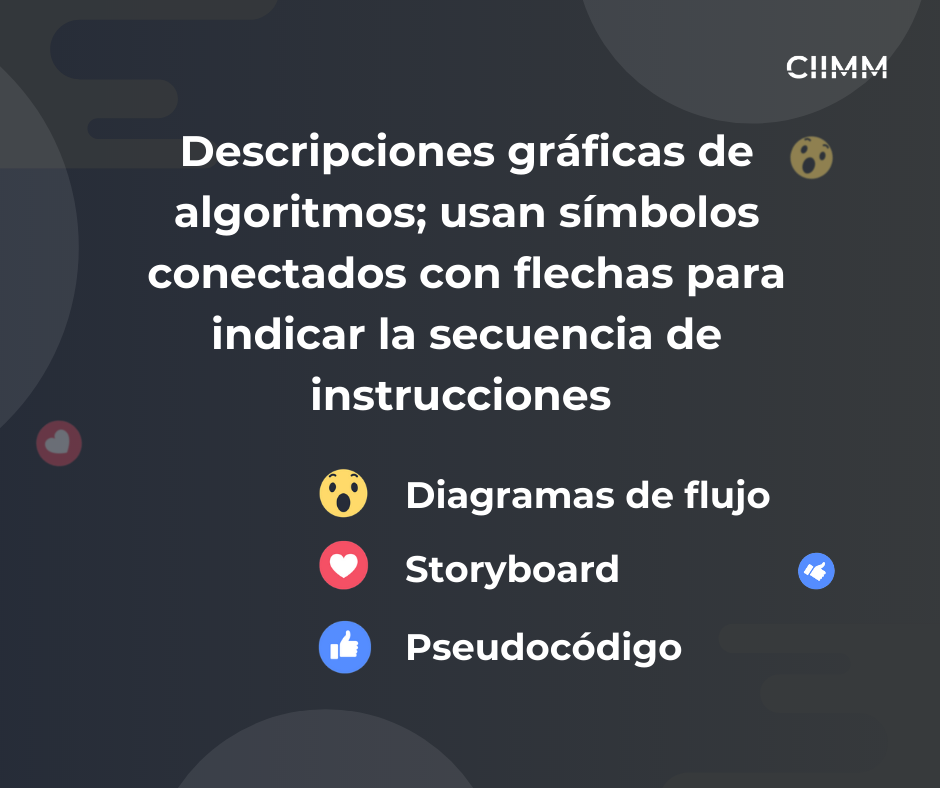 CIIMM
Descripciones gráficas de
algoritmos; usan símbolos
conectados con flechas para
indicar la secuencia de
instrucciones
Diagramas de flujo
Storyboard
Pseudocódigo